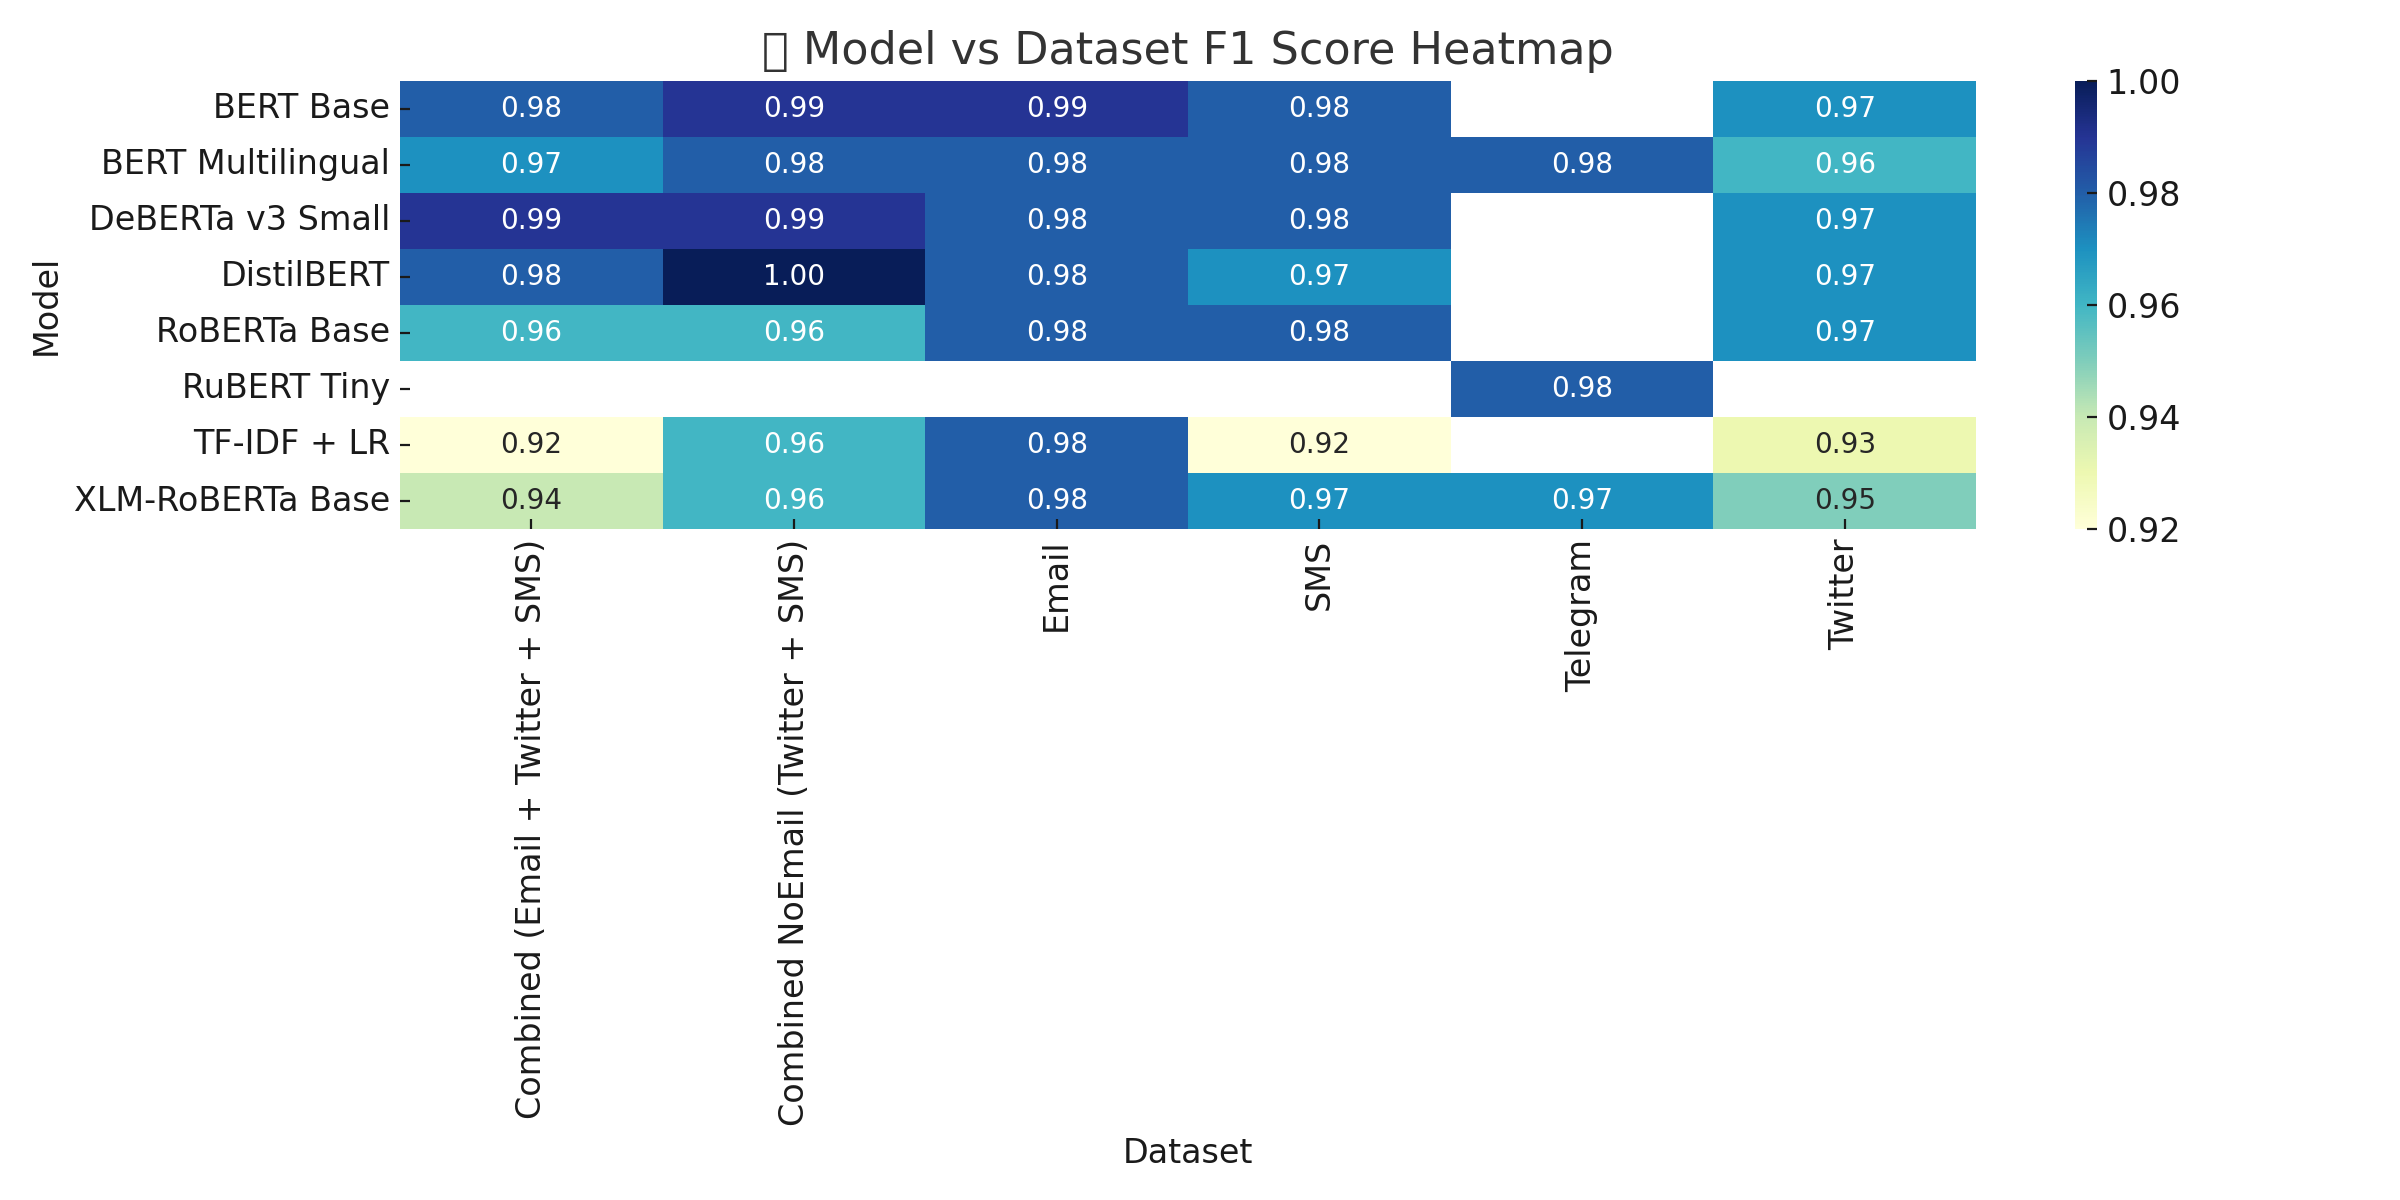 Model vs Dataset F1 Score Heatmap
BERT Base 0.98 0.99 0.99 0.98 0.97
BERT Multilingual 0.97 0.98 0.98 0.98 0.98 0.96
DeBERTa v3 Small 0.99 0.99 0.98 0.98 0.97
DistilBERT 0.98 1.00 0.98 0.97 0.97
RoBERTa Base 0.96 0.96 0.98 0.98 0.97
RuBERT Tiny 0.98
TF-IDF + LR 0.92 0.96 0.98 0.92 0.93
XLM-RoBERTa Base 0.94 0.96 0.98 0.97 0.97 0.95
Model
Combined (Email + Twitter + SMS)
Combined NoEmail (Twitter + SMS)
Email
SMS
Telegram
Twitter
Dataset
1.00
0.98
0.96
0.94
0.92